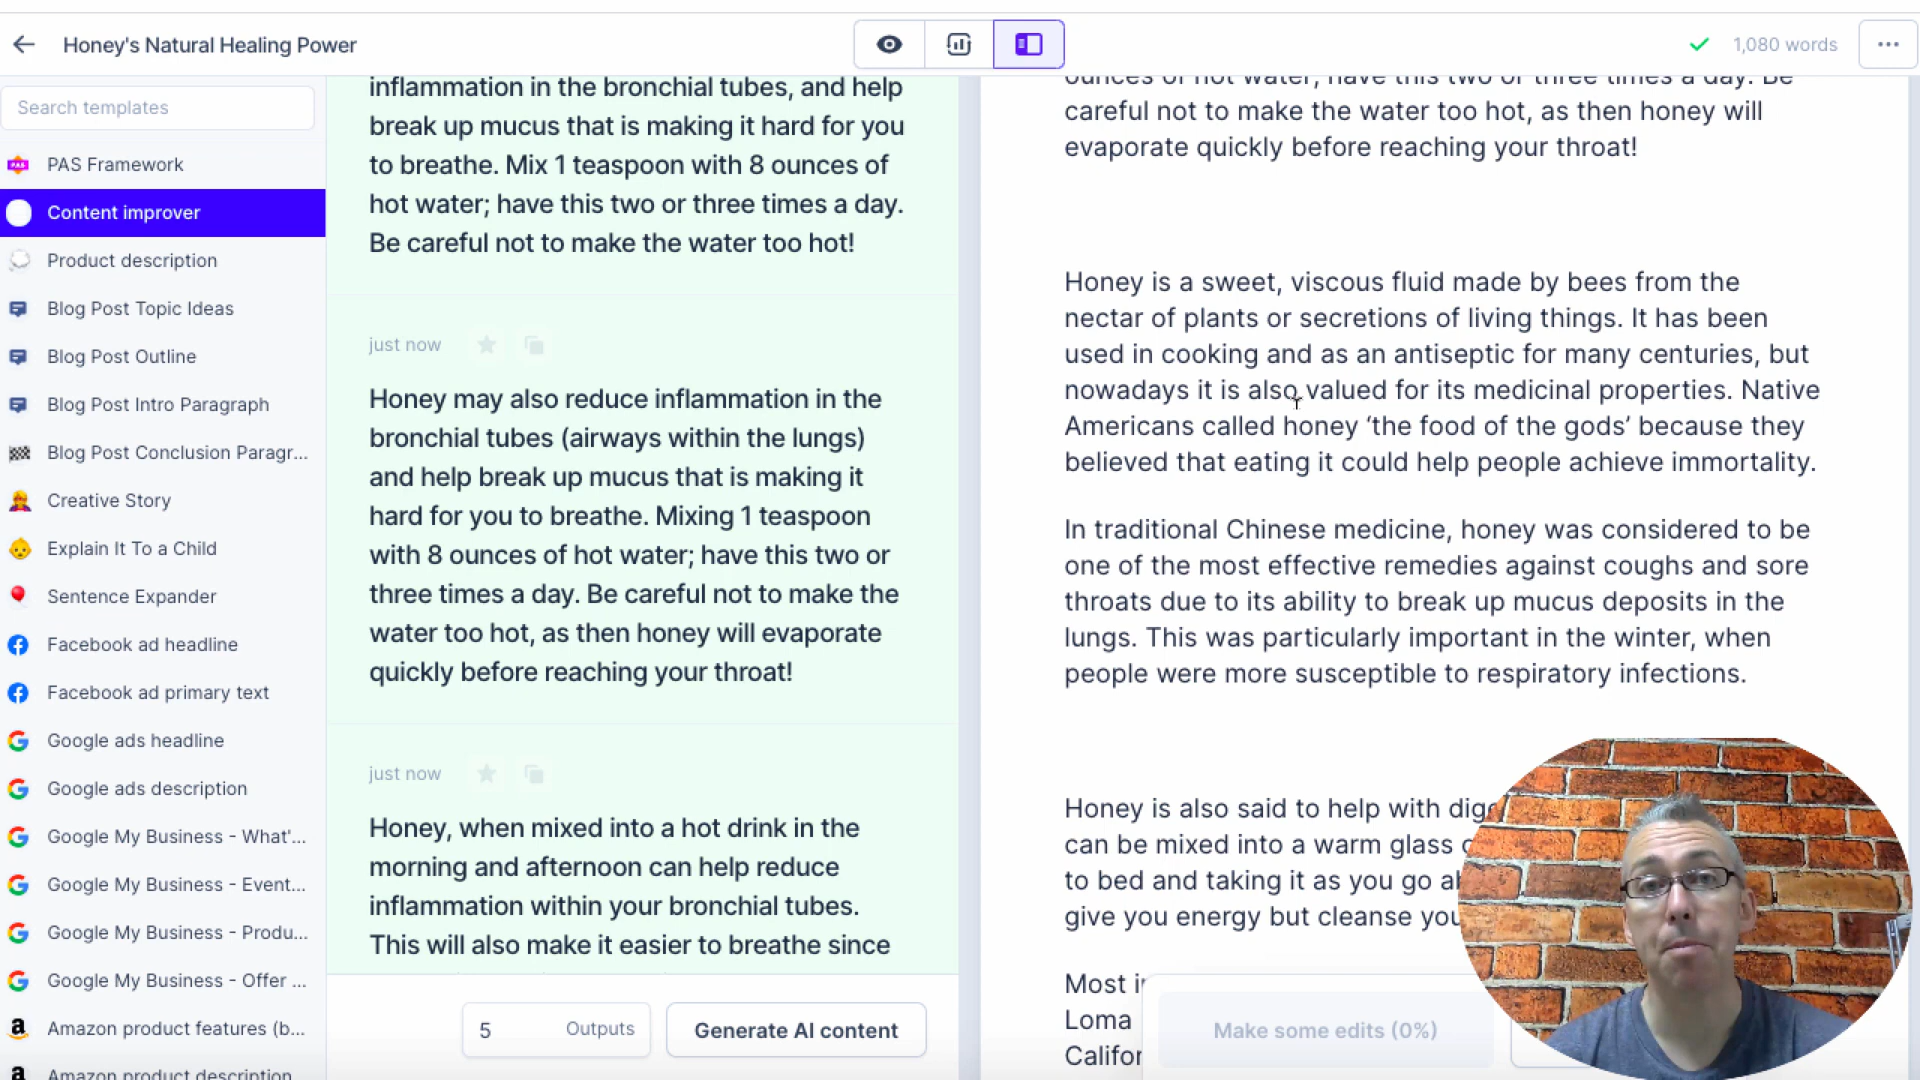 Honey's Natural Healing Power
1,080 words
Search templates
PAS Framework
Content improver
Product description
Blog Post Topic Ideas
Blog Post Outline
Blog Post Intro Paragraph
Blog Post Conclusion Paragr...
Creative Story
Explain It To a Child
Sentence Expander
Facebook ad headline
Facebook ad primary text
Google ads headline
Google ads description
Google My Business - What'...
Google My Business - Event...
Google My Business - Produ...
Google My Business - Offer ...
Amazon product features (b...
Amazon product description
inflammation in the bronchial tubes, and help
break up mucus that is making it hard for you
to breathe. Mix 1 teaspoon with 8 ounces of
hot water; have this two or three times a day.
Be careful not to make the water too hot!
just now
Honey may also reduce inflammation in the
bronchial tubes (airways within the lungs)
and help break up mucus that is making it
hard for you to breathe. Mixing 1 teaspoon
with 8 ounces of hot water; have this two or
three times a day. Be careful not to make the
water too hot, as then honey will evaporate
quickly before reaching your throat!
just now
Honey, when mixed into a hot drink in the
morning and afternoon can help reduce
inflammation within your bronchial tubes.
This will also make it easier to breathe since
5 Outputs
Generate AI content
ounces of hot water; have this two or three times a day. Be
careful not to make the water too hot, as then honey will
evaporate quickly before reaching your throat!
Honey is a sweet, viscous fluid made by bees from the
nectar of plants or secretions of living things. It has been
used in cooking and as an antiseptic for many centuries, but
nowadays it is also valued for its medicinal properties. Native
Americans called honey ‘the food of the gods’ because they
believed that eating it could help people achieve immortality.
In traditional Chinese medicine, honey was considered to be
one of the most effective remedies against coughs and sore
throats due to its ability to break up mucus deposits in the
lungs. This was particularly important in the winter, when
people were more susceptible to respiratory infections.
Honey is also said to help with dige
can be mixed into a warm glass
to bed and taking it as you go
give you energy but cleanse you
Most
Loma
Califor
Make some edits (0%)